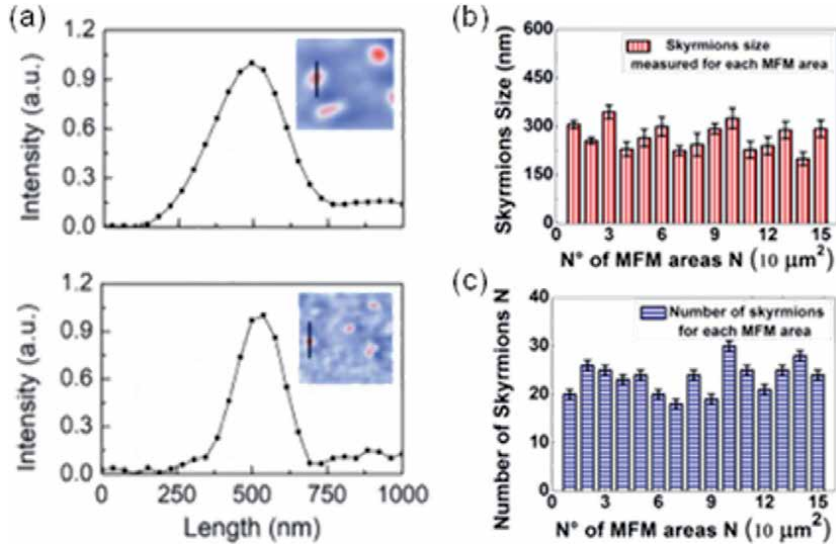 (a)
1.2
0.9
0.6
0.3
0.0
Intensity (a.u.)
1.2
0.9
0.6
0.3
0.0
Intensity (a.u.)
0 250 500 750 1000
Length (nm)
(b)
600
450
300
150
0
Skyrmions Size (nm)
Skyrmions size
measured for each MFM area
0 3 6 9 12 15
N° of MFM areas N (10 μm²)
(c)
40
30
20
10
0
Number of Skyrmions N
Number of skyrmions
for each MFM area
0 3 6 9 12 15
N° of MFM areas N (10 μm²)